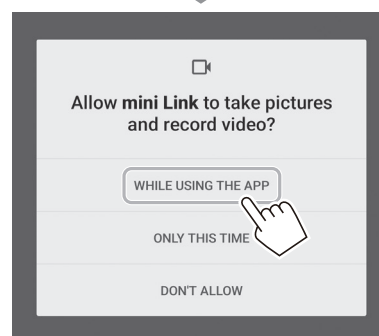 Allow mini Link to take pictures
and record video?
WHILE USING THE APP
ONLY THIS TIME
DON'T ALLOW